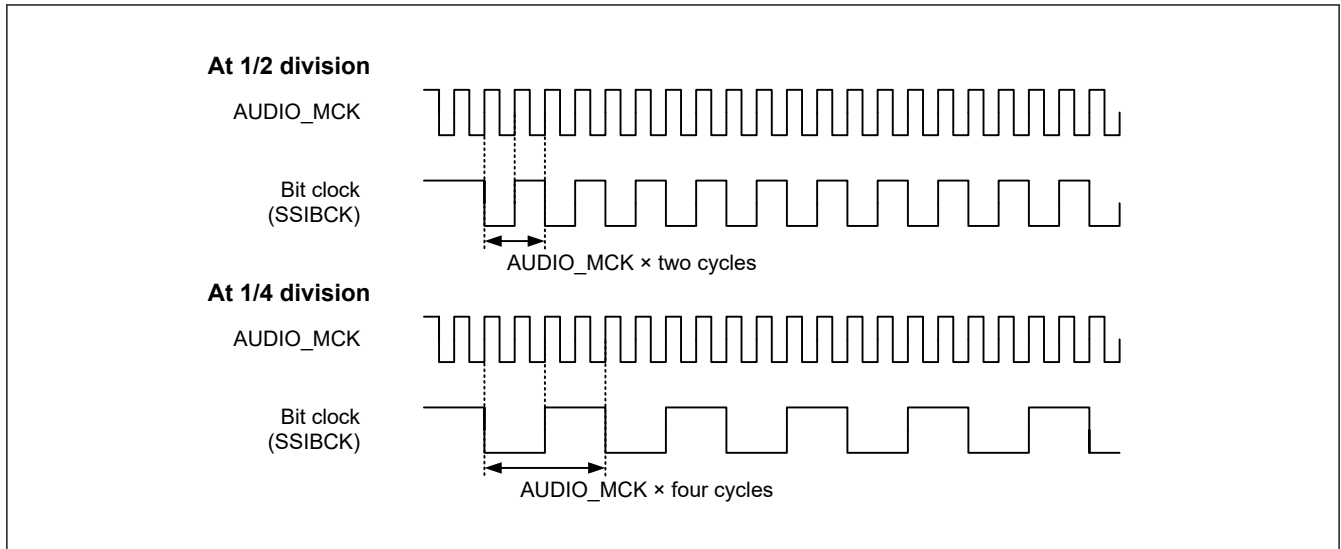 At 1/2 division
AUDIO_MCK
Bit clock
(SSIBCK)
AUDIO_MCK × two cycles
At 1/4 division
AUDIO_MCK
Bit clock
(SSIBCK)
AUDIO_MCK × four cycles